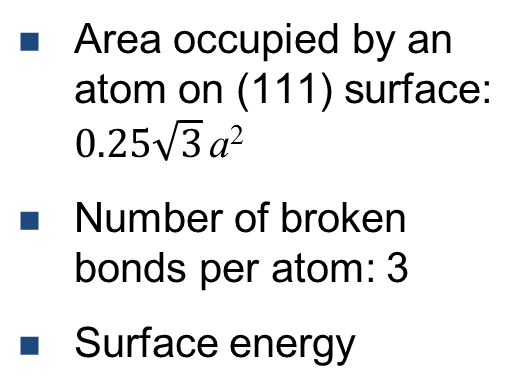 ▪ Area occupied by an
atom on (111) surface:
0.25√3 a²
▪ Number of broken
bonds per atom: 3
▪ Surface energy